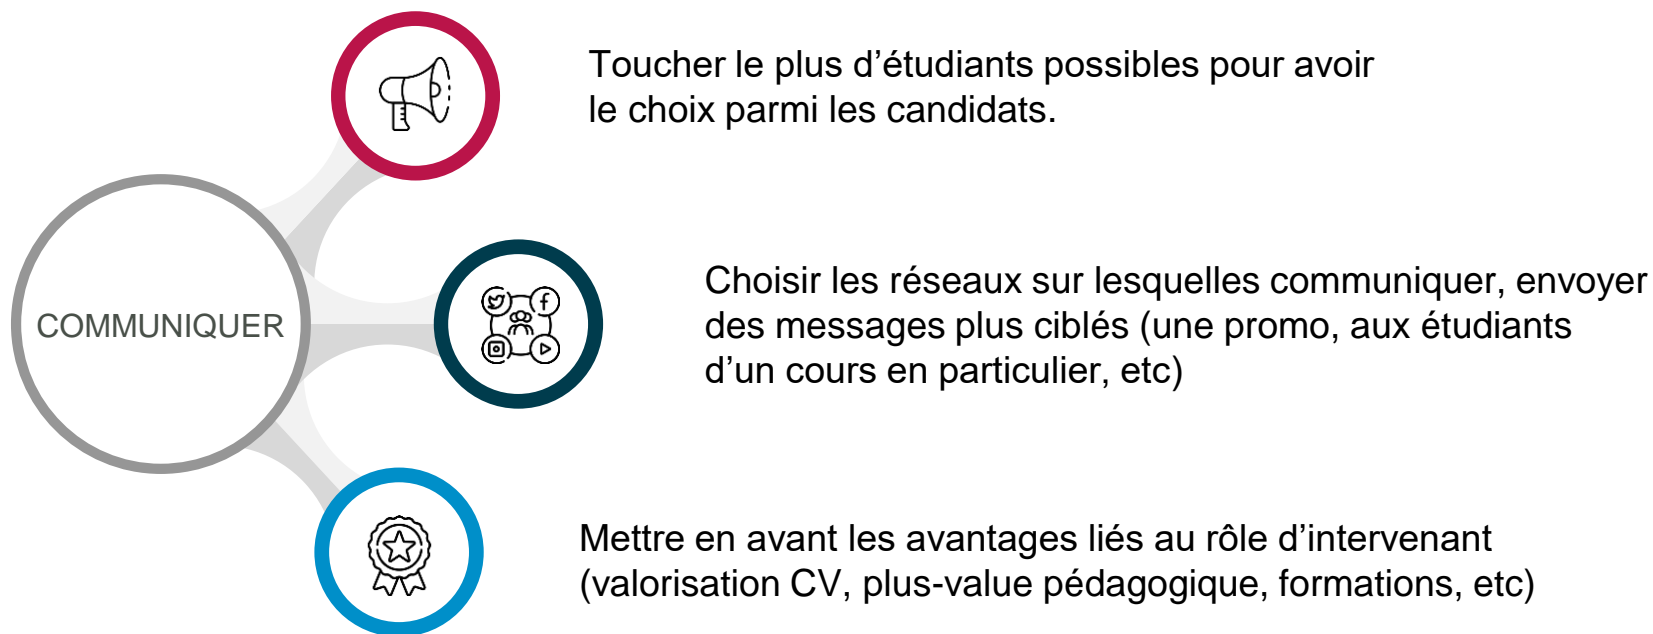 Toucher le plus d’étudiants possibles pour avoir
le choix parmi les candidats.
COMMUNIQUER
Choisir les réseaux sur lesquelles communiquer, envoyer
des messages plus ciblés (une promo, aux étudiants
d’un cours en particulier, etc)
Mettre en avant les avantages liés au rôle d’intervenant
(valorisation CV, plus-value pédagogique, formations, etc)